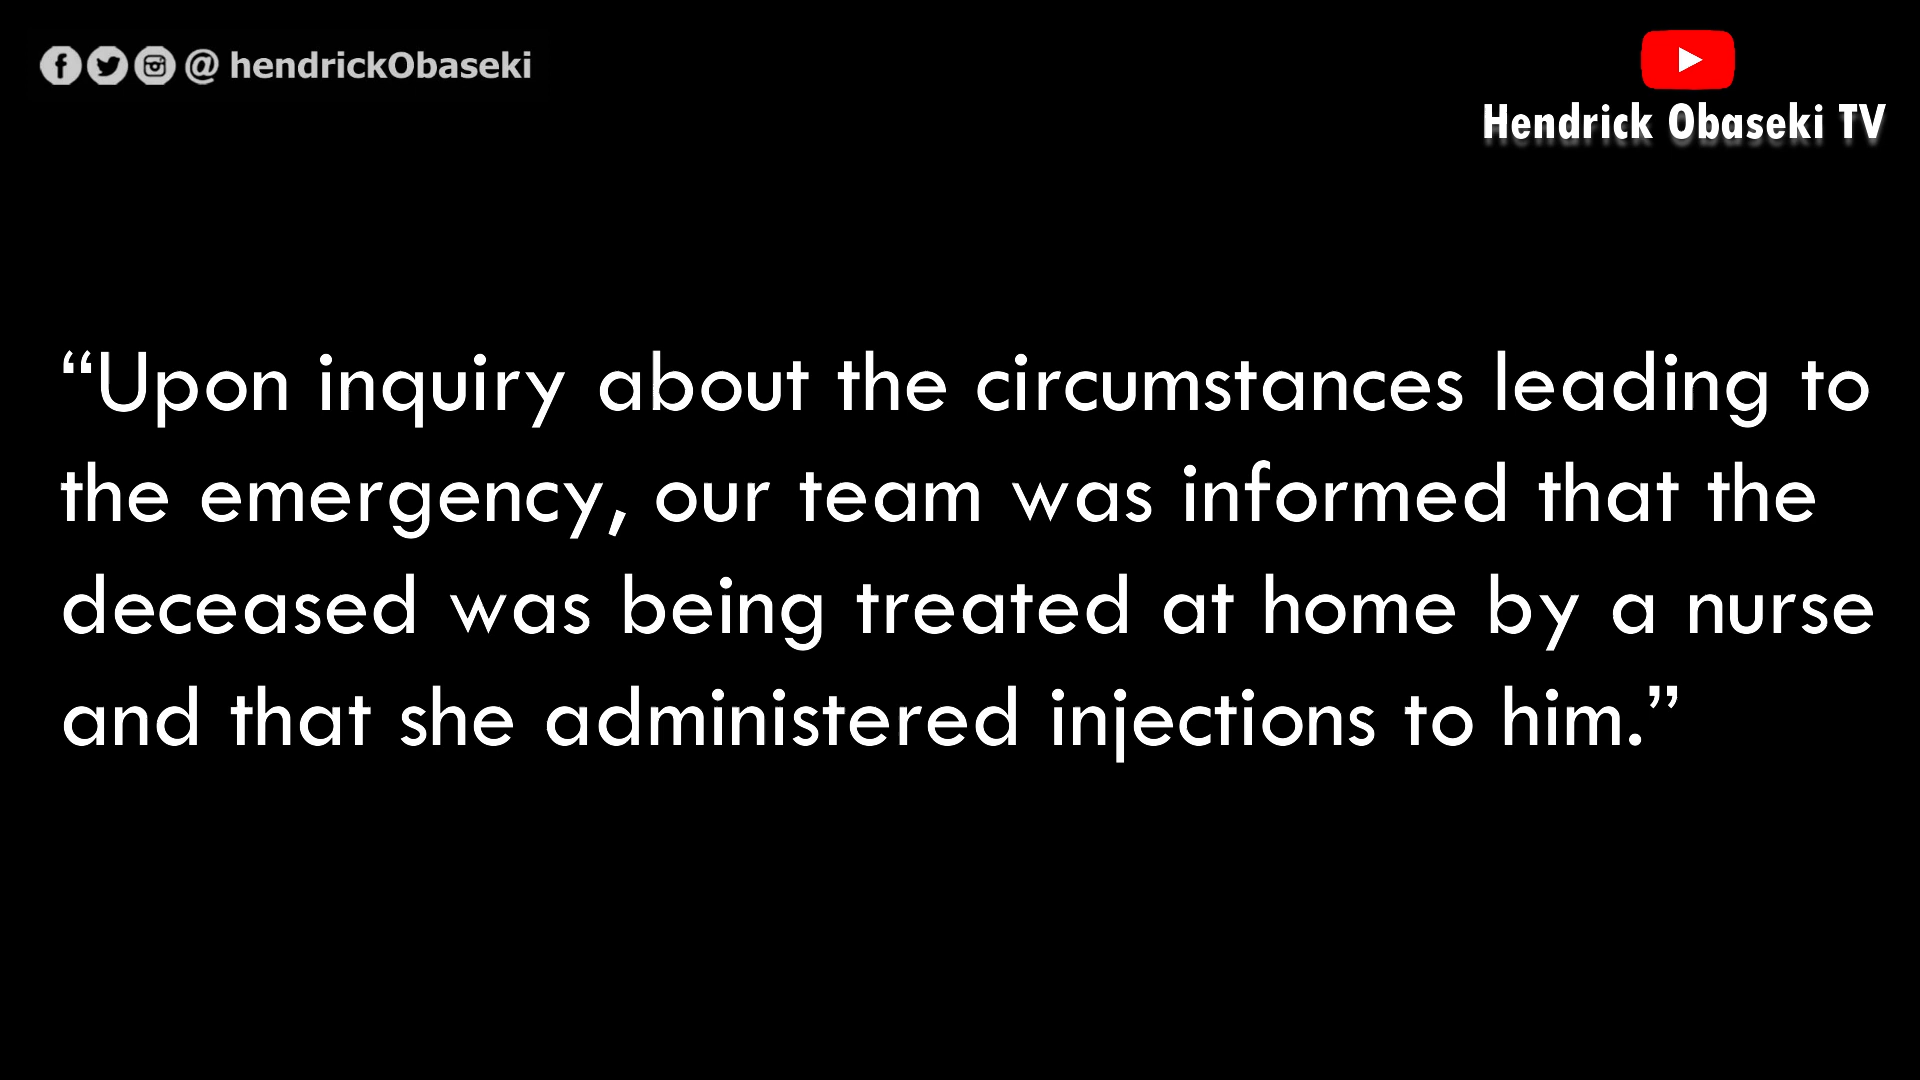 @ hendrickObaseki
Hendrick Obaseki TV
“Upon inquiry about the circumstances leading to
the emergency, our team was informed that the
deceased was being treated at home by a nurse
and that she administered injections to him.”